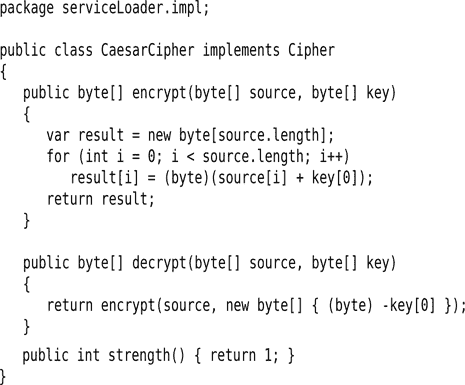 package serviceLoader.impl;
public class CaesarCipher implements Cipher
{
public byte[] encrypt(byte[] source, byte[] key)
{
var result = new byte[source.length];
for (int i = 0; i < source.length; i++)
result[i] = (byte)(source[i] + key[0]);
return result;
}
public byte[] decrypt(byte[] source, byte[] key)
{
return encrypt(source, new byte[] { (byte) -key[0] });
}
public int strength() { return 1; }
}